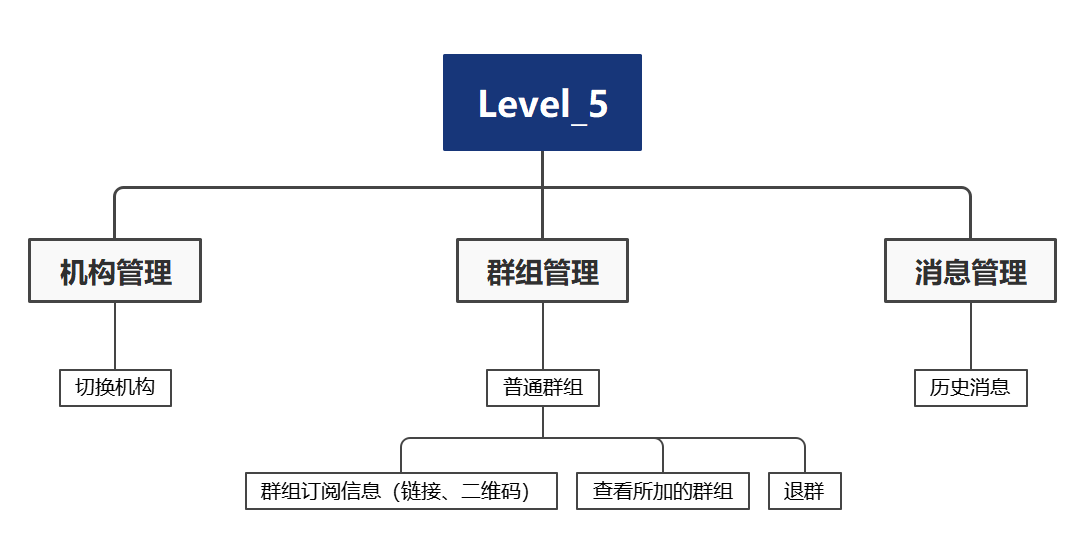 Level_5
机构管理
群组管理
消息管理
切换机构
普通群组
历史消息
群组订阅信息（链接、二维码）
查看所加的群组
退群